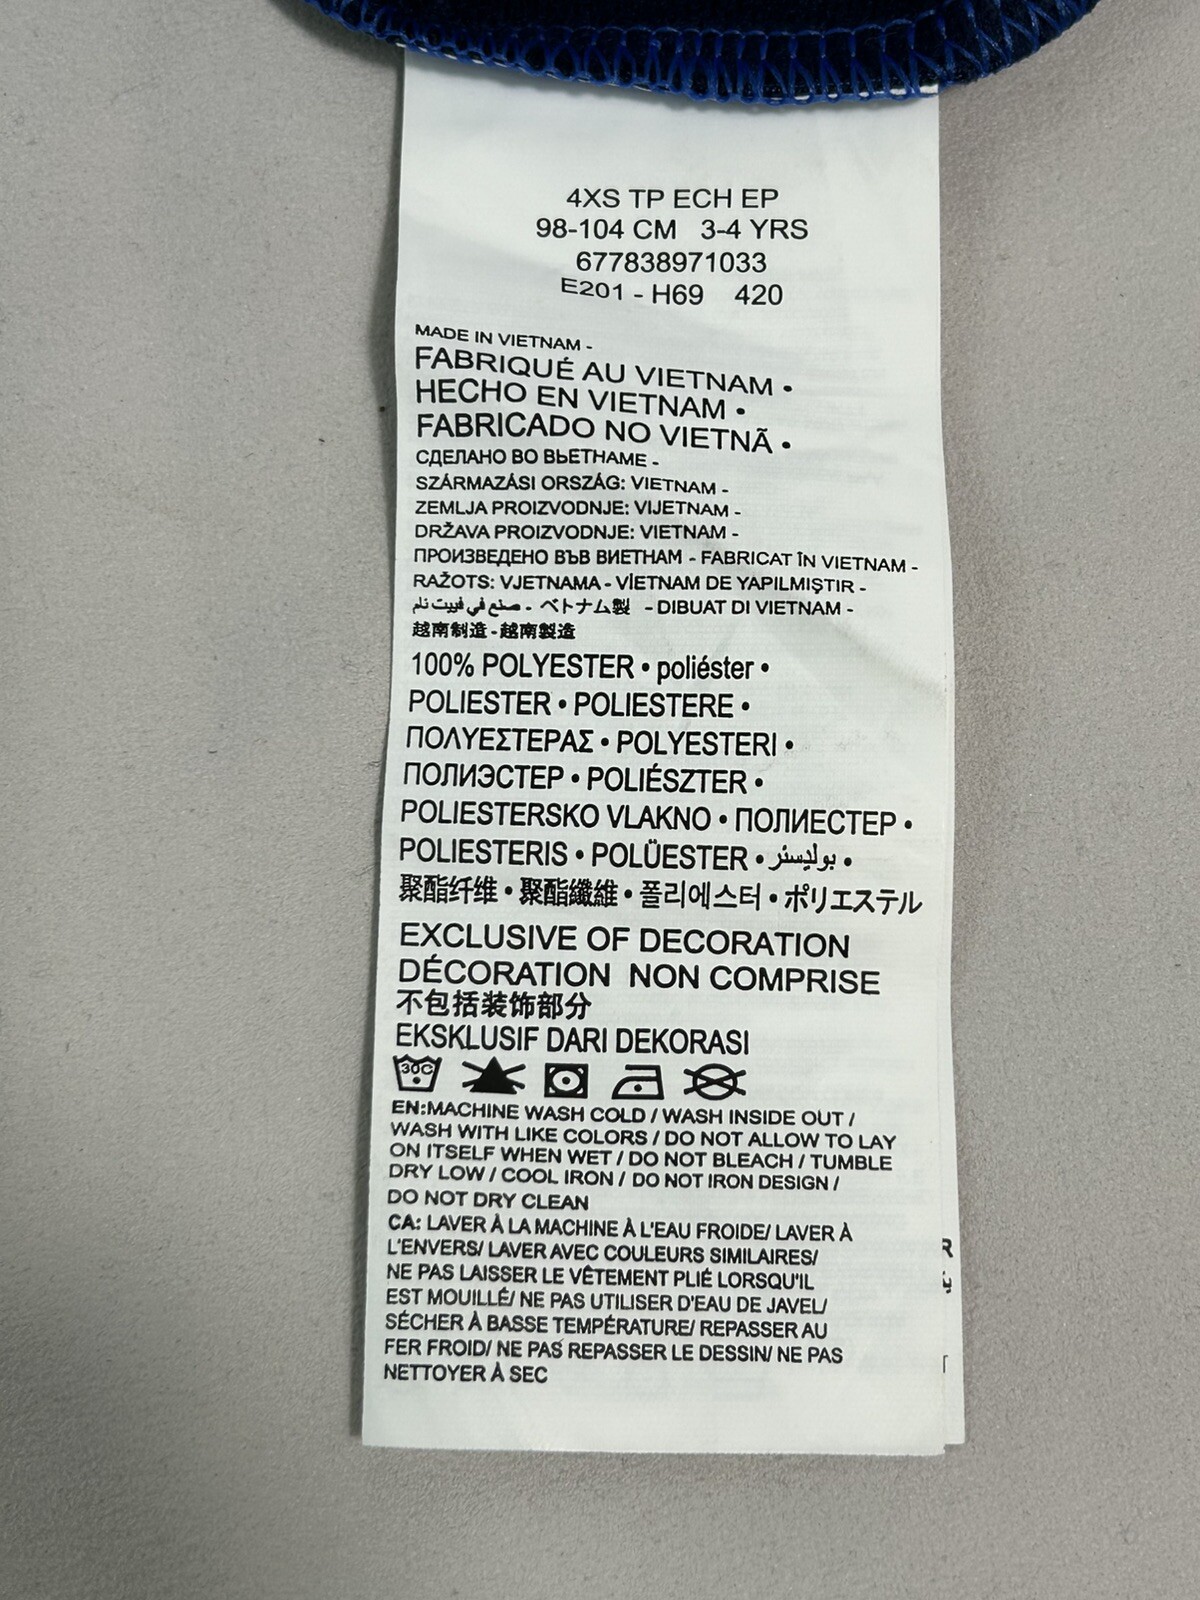 4XS TP ECH EP
98-104 CM 3-4 YRS
677838971033
E201 - H69 420
MADE IN VIETNAM -
FABRIQUÉ AU VIETNAM •
HECHO EN VIETNAM •
FABRICADO NO VIETNÃ •
СДЕЛАНО ВО ВЬЕТНАМЕ -
SZÁRMAZÁSI ORSZÁG: VIETNAM -
ZEMLJA PROIZVODNJE: VIJETNAM -
DRŽAVA PROIZVODNJE: VIETNAM -
ПРОИЗВЕДЕНО ВЪВ ВИЕТНАМ - FABRICAT ÎN VIETNAM -
RAŽOTS: VJETNAMA - VİETNAM DE YAPILMIŞTIR -
صنع في فييت نام - ベトナム製 - DIBUAT DI VIETNAM -
越南制造 - 越南製造
100% POLYESTER • poliéster •
POLIESTER • POLIESTERE •
ΠΟΛΥΕΣΤΕΡΑΣ • POLYESTERI •
ПОЛИЭСТЕР • POLIÉSZTER •
POLIESTERSKO VLAKNO • ПОЛИЕСТЕР •
POLIESTERIS • POLÜESTER • بوليستر •
聚酯纤维 • 聚酯纖維 • 폴리에스터 • ポリエステル
EXCLUSIVE OF DECORATION
DÉCORATION NON COMPRISE
不包括装饰部分
EKSKLUSIF DARI DEKORASI
30C
EN:MACHINE WASH COLD / WASH INSIDE OUT /
WASH WITH LIKE COLORS / DO NOT ALLOW TO LAY
ON ITSELF WHEN WET / DO NOT BLEACH / TUMBLE
DRY LOW / COOL IRON / DO NOT IRON DESIGN /
DO NOT DRY CLEAN
CA: LAVER À LA MACHINE À L'EAU FROIDE/ LAVER À
L'ENVERS/ LAVER AVEC COULEURS SIMILAIRES/
NE PAS LAISSER LE VÊTEMENT PLIÉ LORSQU'IL
EST MOUILLÉ/ NE PAS UTILISER D'EAU DE JAVEL/
SÉCHER À BASSE TEMPÉRATURE/ REPASSER AU
FER FROID/ NE PAS REPASSER LE DESSIN/ NE PAS
NETTOYER À SEC